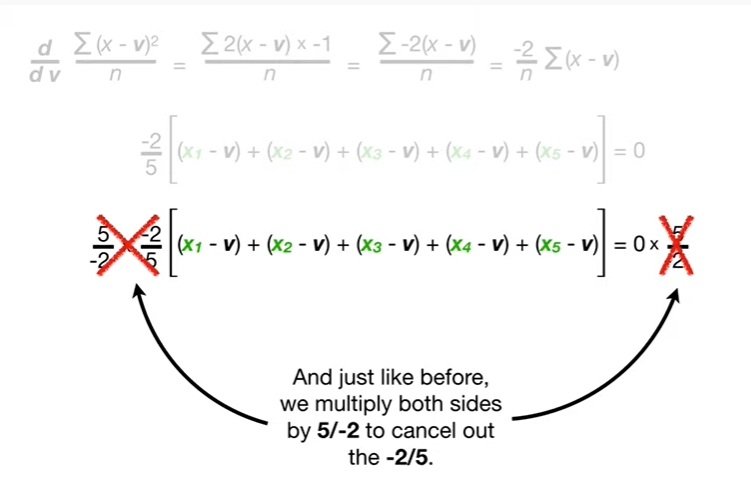 d/dv Σ(x - v)²/n = Σ2(x - v) × -1/n = Σ-2(x - v)/n = -2/n Σ(x - v)
-2/5 [(x₁ - v) + (x₂ - v) + (x₃ - v) + (x₄ - v) + (x₅ - v)] = 0
5/-2 × -2/5 [(x₁ - v) + (x₂ - v) + (x₃ - v) + (x₄ - v) + (x₅ - v)] = 0 × 5/-2
And just like before,
we multiply both sides
by 5/-2 to cancel out
the -2/5.